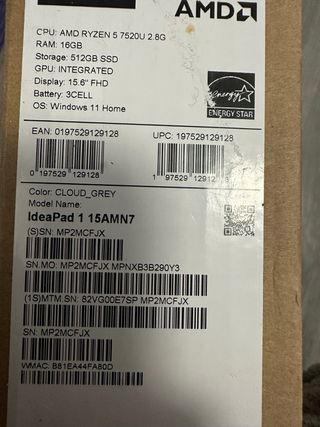 AMD
CPU: AMD RYZEN 5 7520U 2.8G
RAM: 16GB
Storage: 512GB SSD
GPU: INTEGRATED
Display: 15.6" FHD
Battery: 3CELL
OS: Windows 11 Home
energy
ENERGY STAR
EAN: 0197529129128
UPC: 197529129128
0 197529 129128
1 97529 12912
Color: CLOUD_GREY
Model Name:
IdeaPad 1 15AMN7
(S)SN: MP2MCFJX
SN.MO: MP2MCFJX MPNXB3B290Y3
(1S)MTM.SN: 82VG00E7SP MP2MCFJX
SN: MP2MCFJX
WMAC: B81EA44FA80D